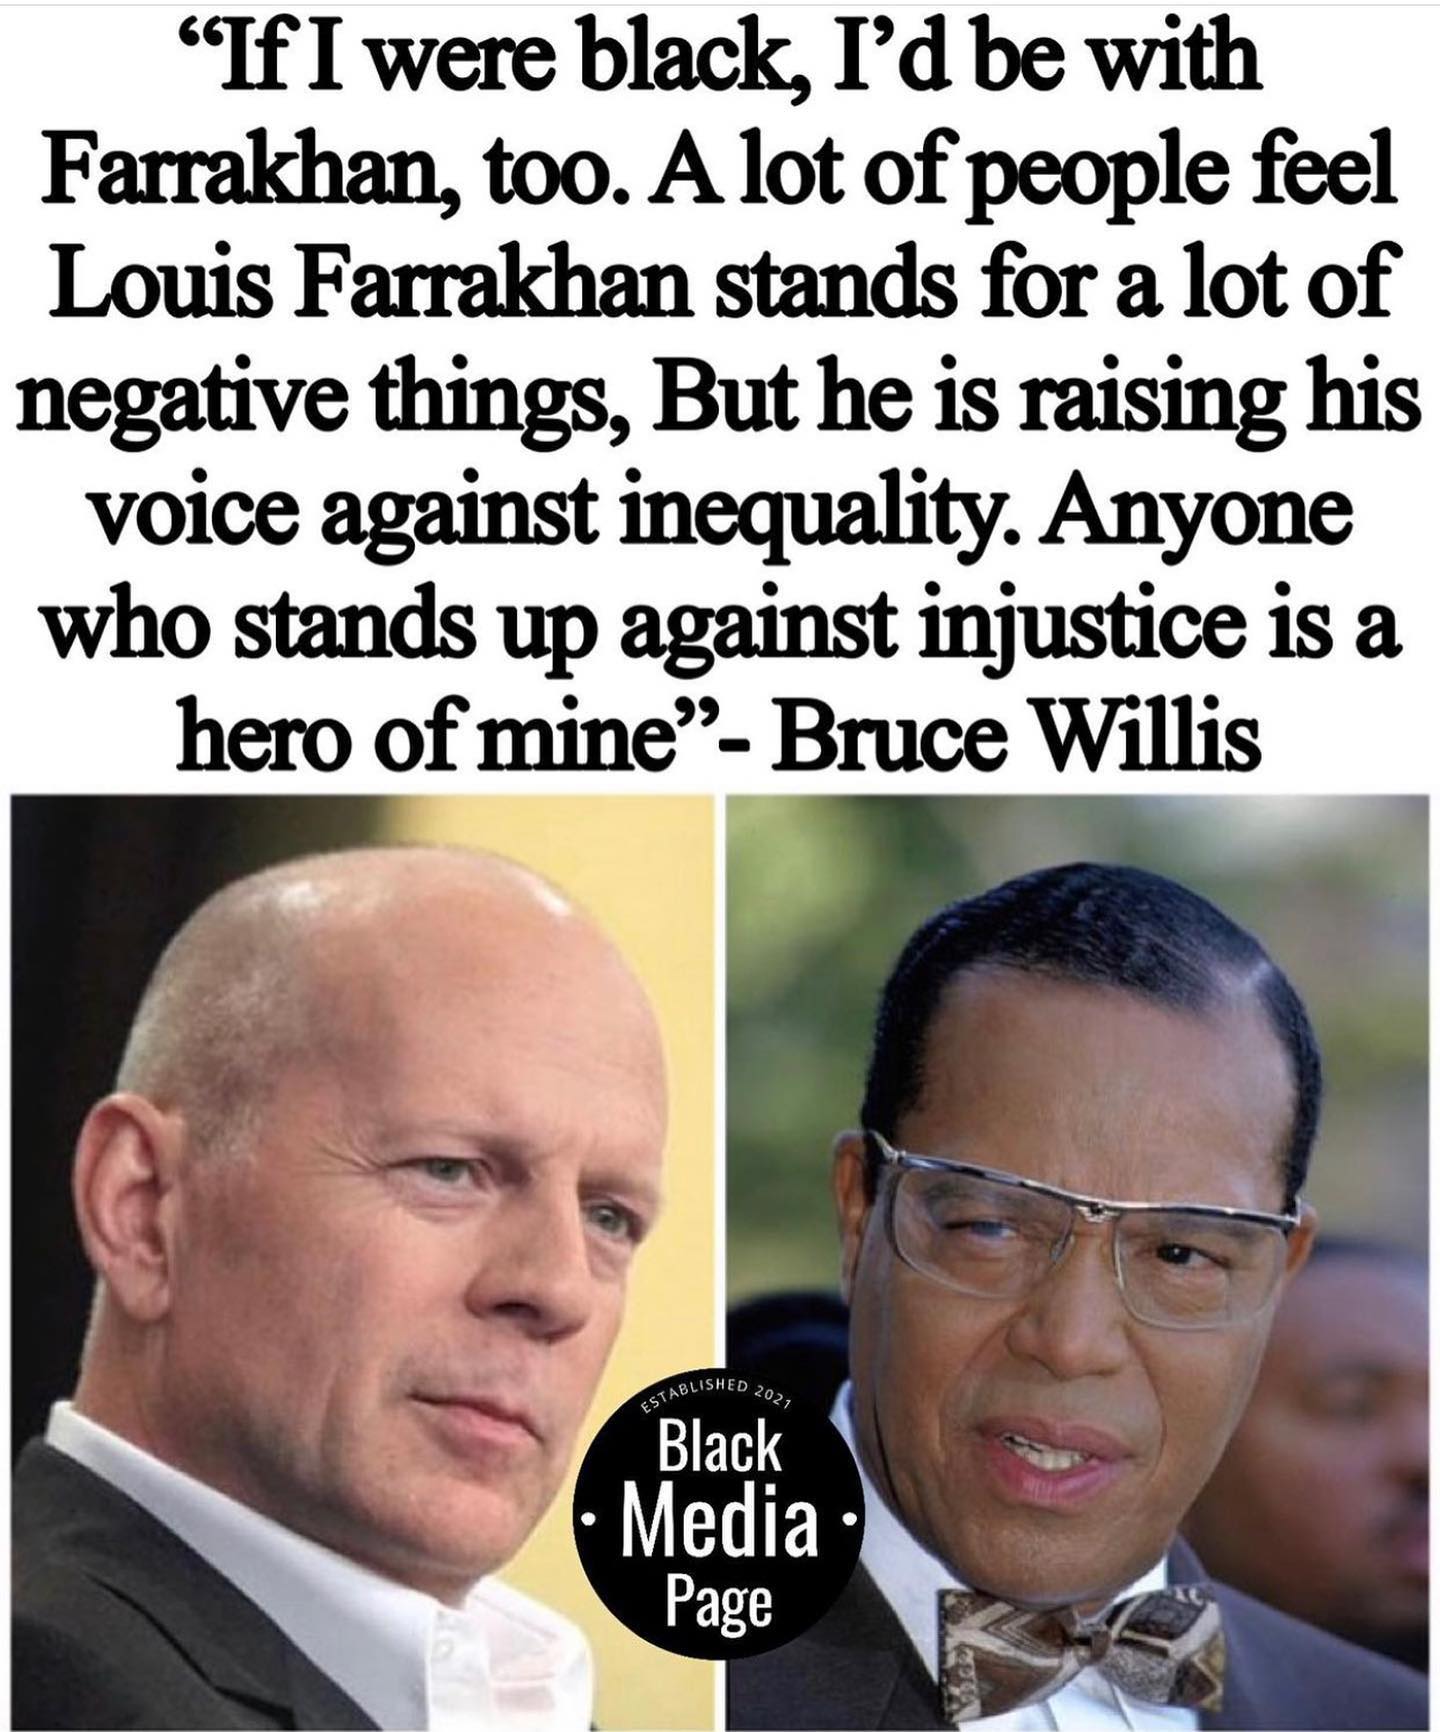 “If I were black, I’d be with
Farrakhan, too. A lot of people feel
Louis Farrakhan stands for a lot of
negative things, But he is raising his
voice against inequality. Anyone
who stands up against injustice is a
hero of mine”- Bruce Willis
ESTABLISHED 2021
Black
· Media ·
Page